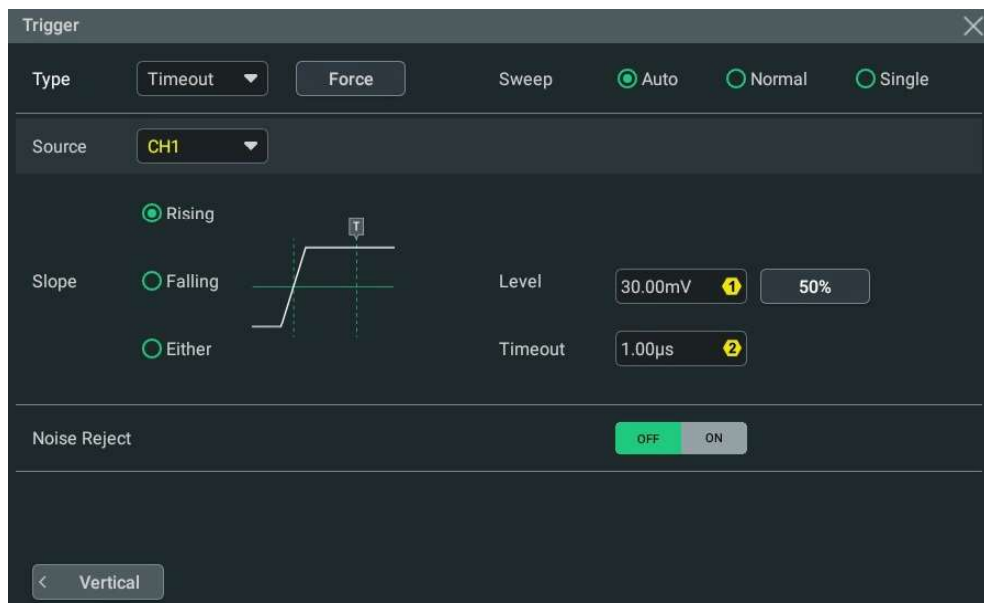 Trigger
Type Timeout Force Sweep Auto Normal Single
Source CH1
Rising
T
Slope Falling Level 30.00mV 1 50%
Either Timeout 1.00µs 2
Noise Reject OFF ON
< Vertical